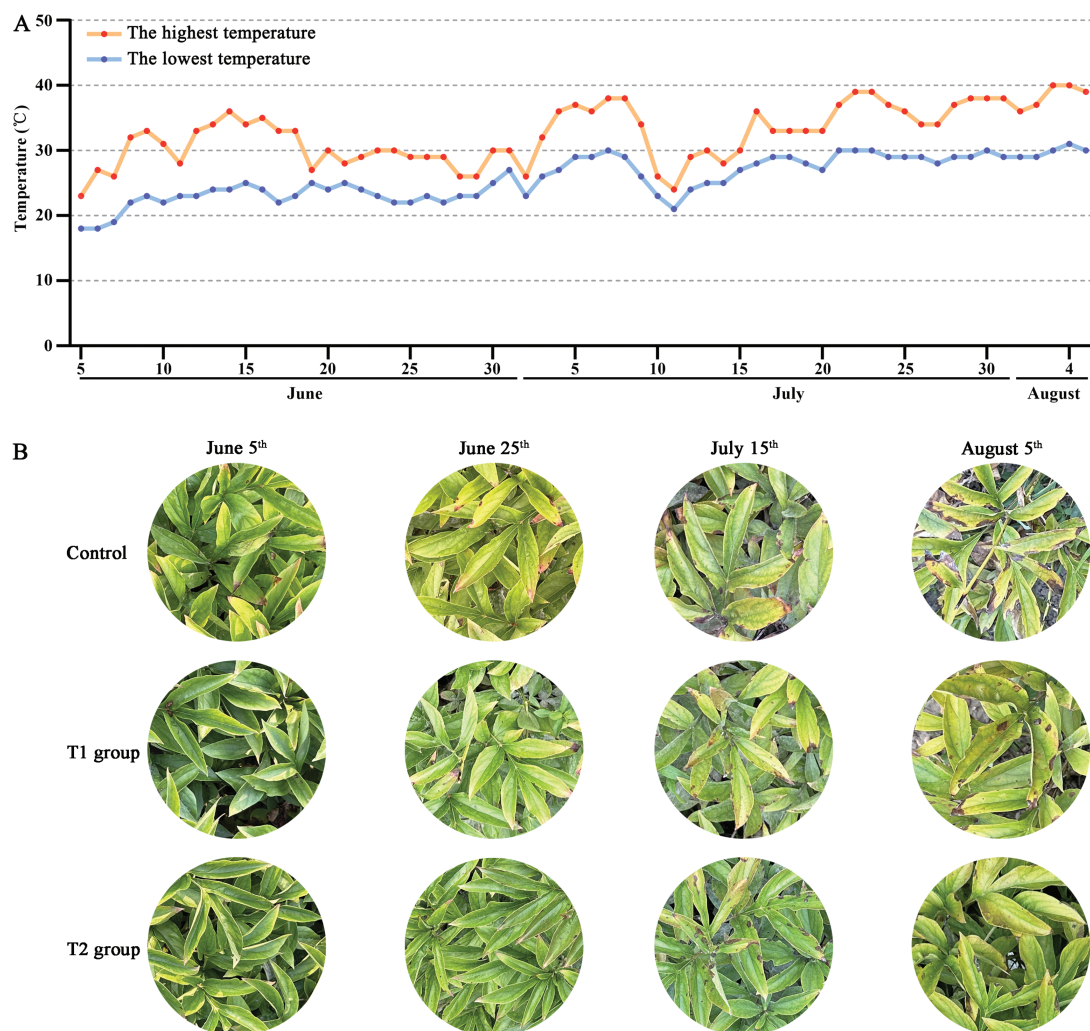 A
50
The highest temperature
The lowest temperature
40
30
20
10
0
Temperature (℃)
5 10 15 20 25 30 5 10 15 20 25 30 4
June July August
B
June 5th June 25th July 15th August 5th
Control
T1 group
T2 group